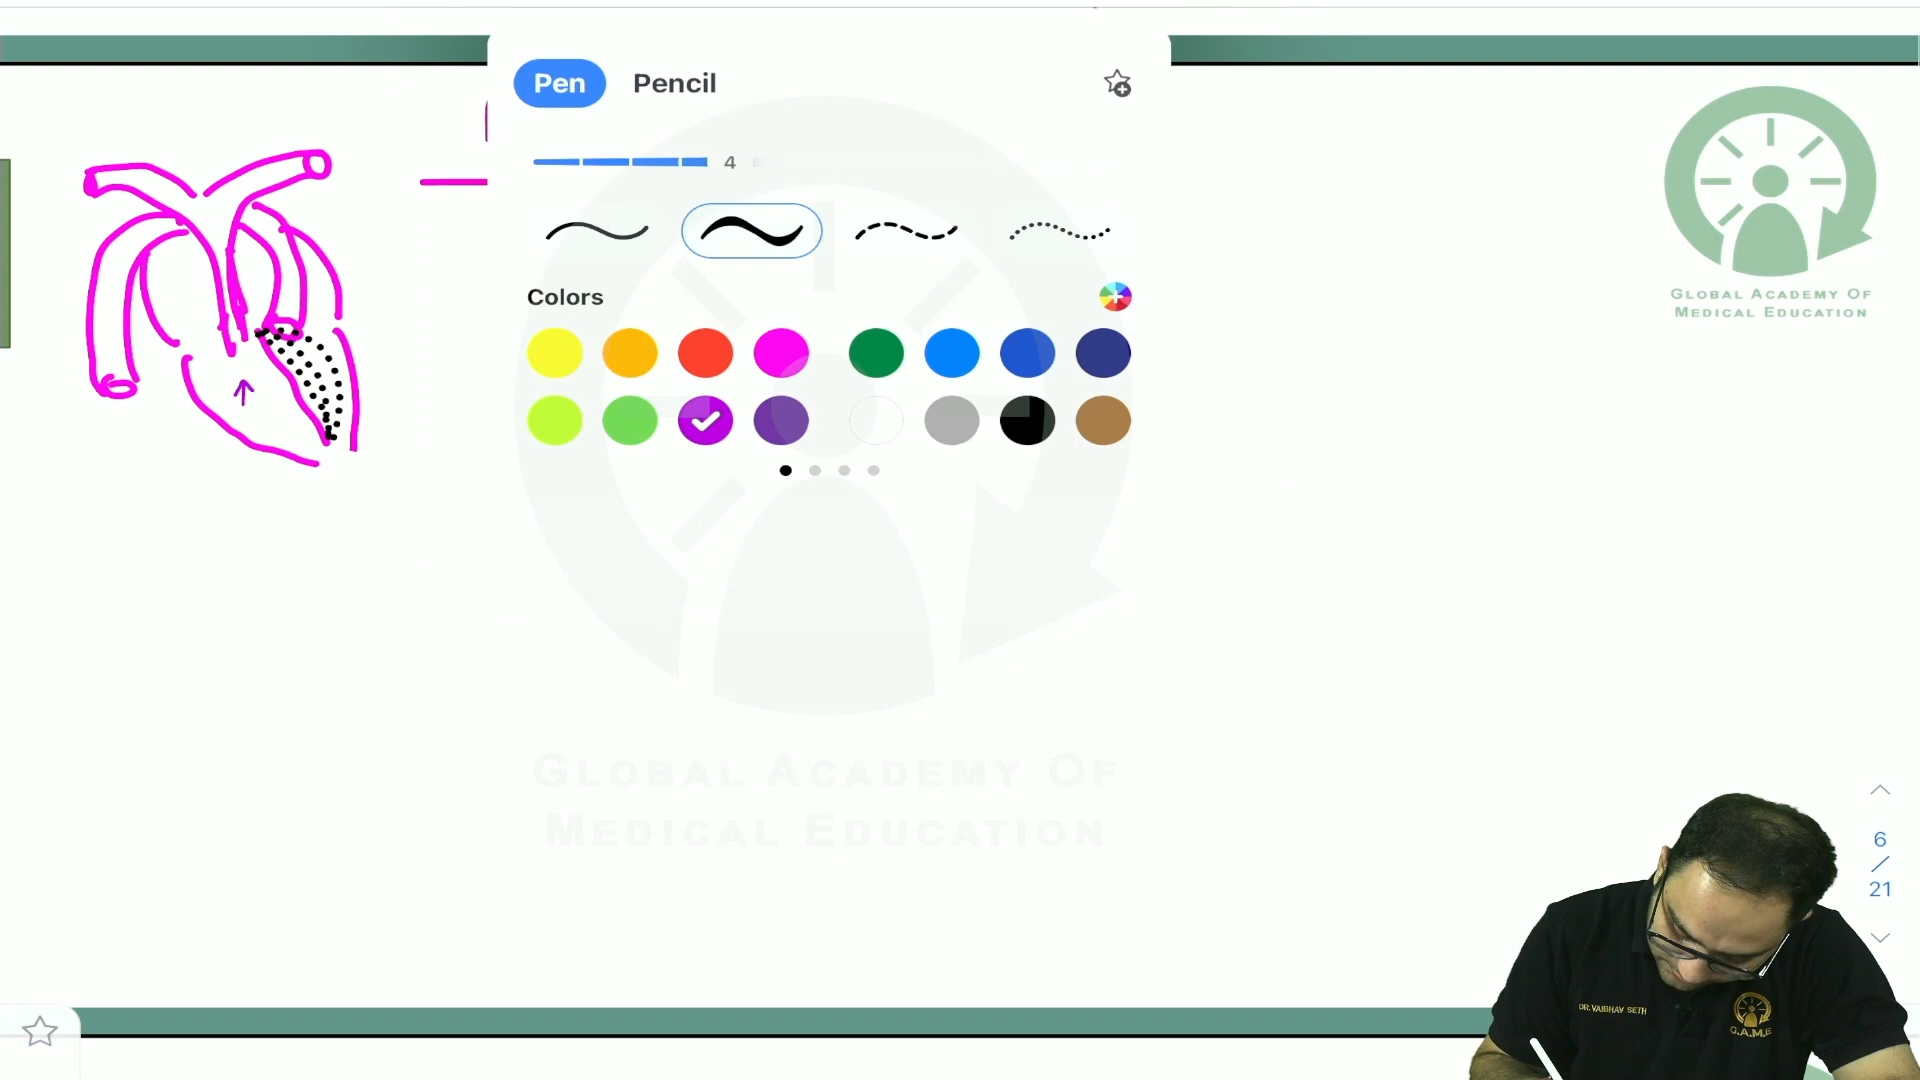 Pen Pencil
4
Colors
GLOBAL ACADEMY OF
MEDICAL EDUCATION
GLOBAL ACADEMY OF
MEDICAL EDUCATION
6
/
21
DR.VAIBHAV SETH
G.A.M.E